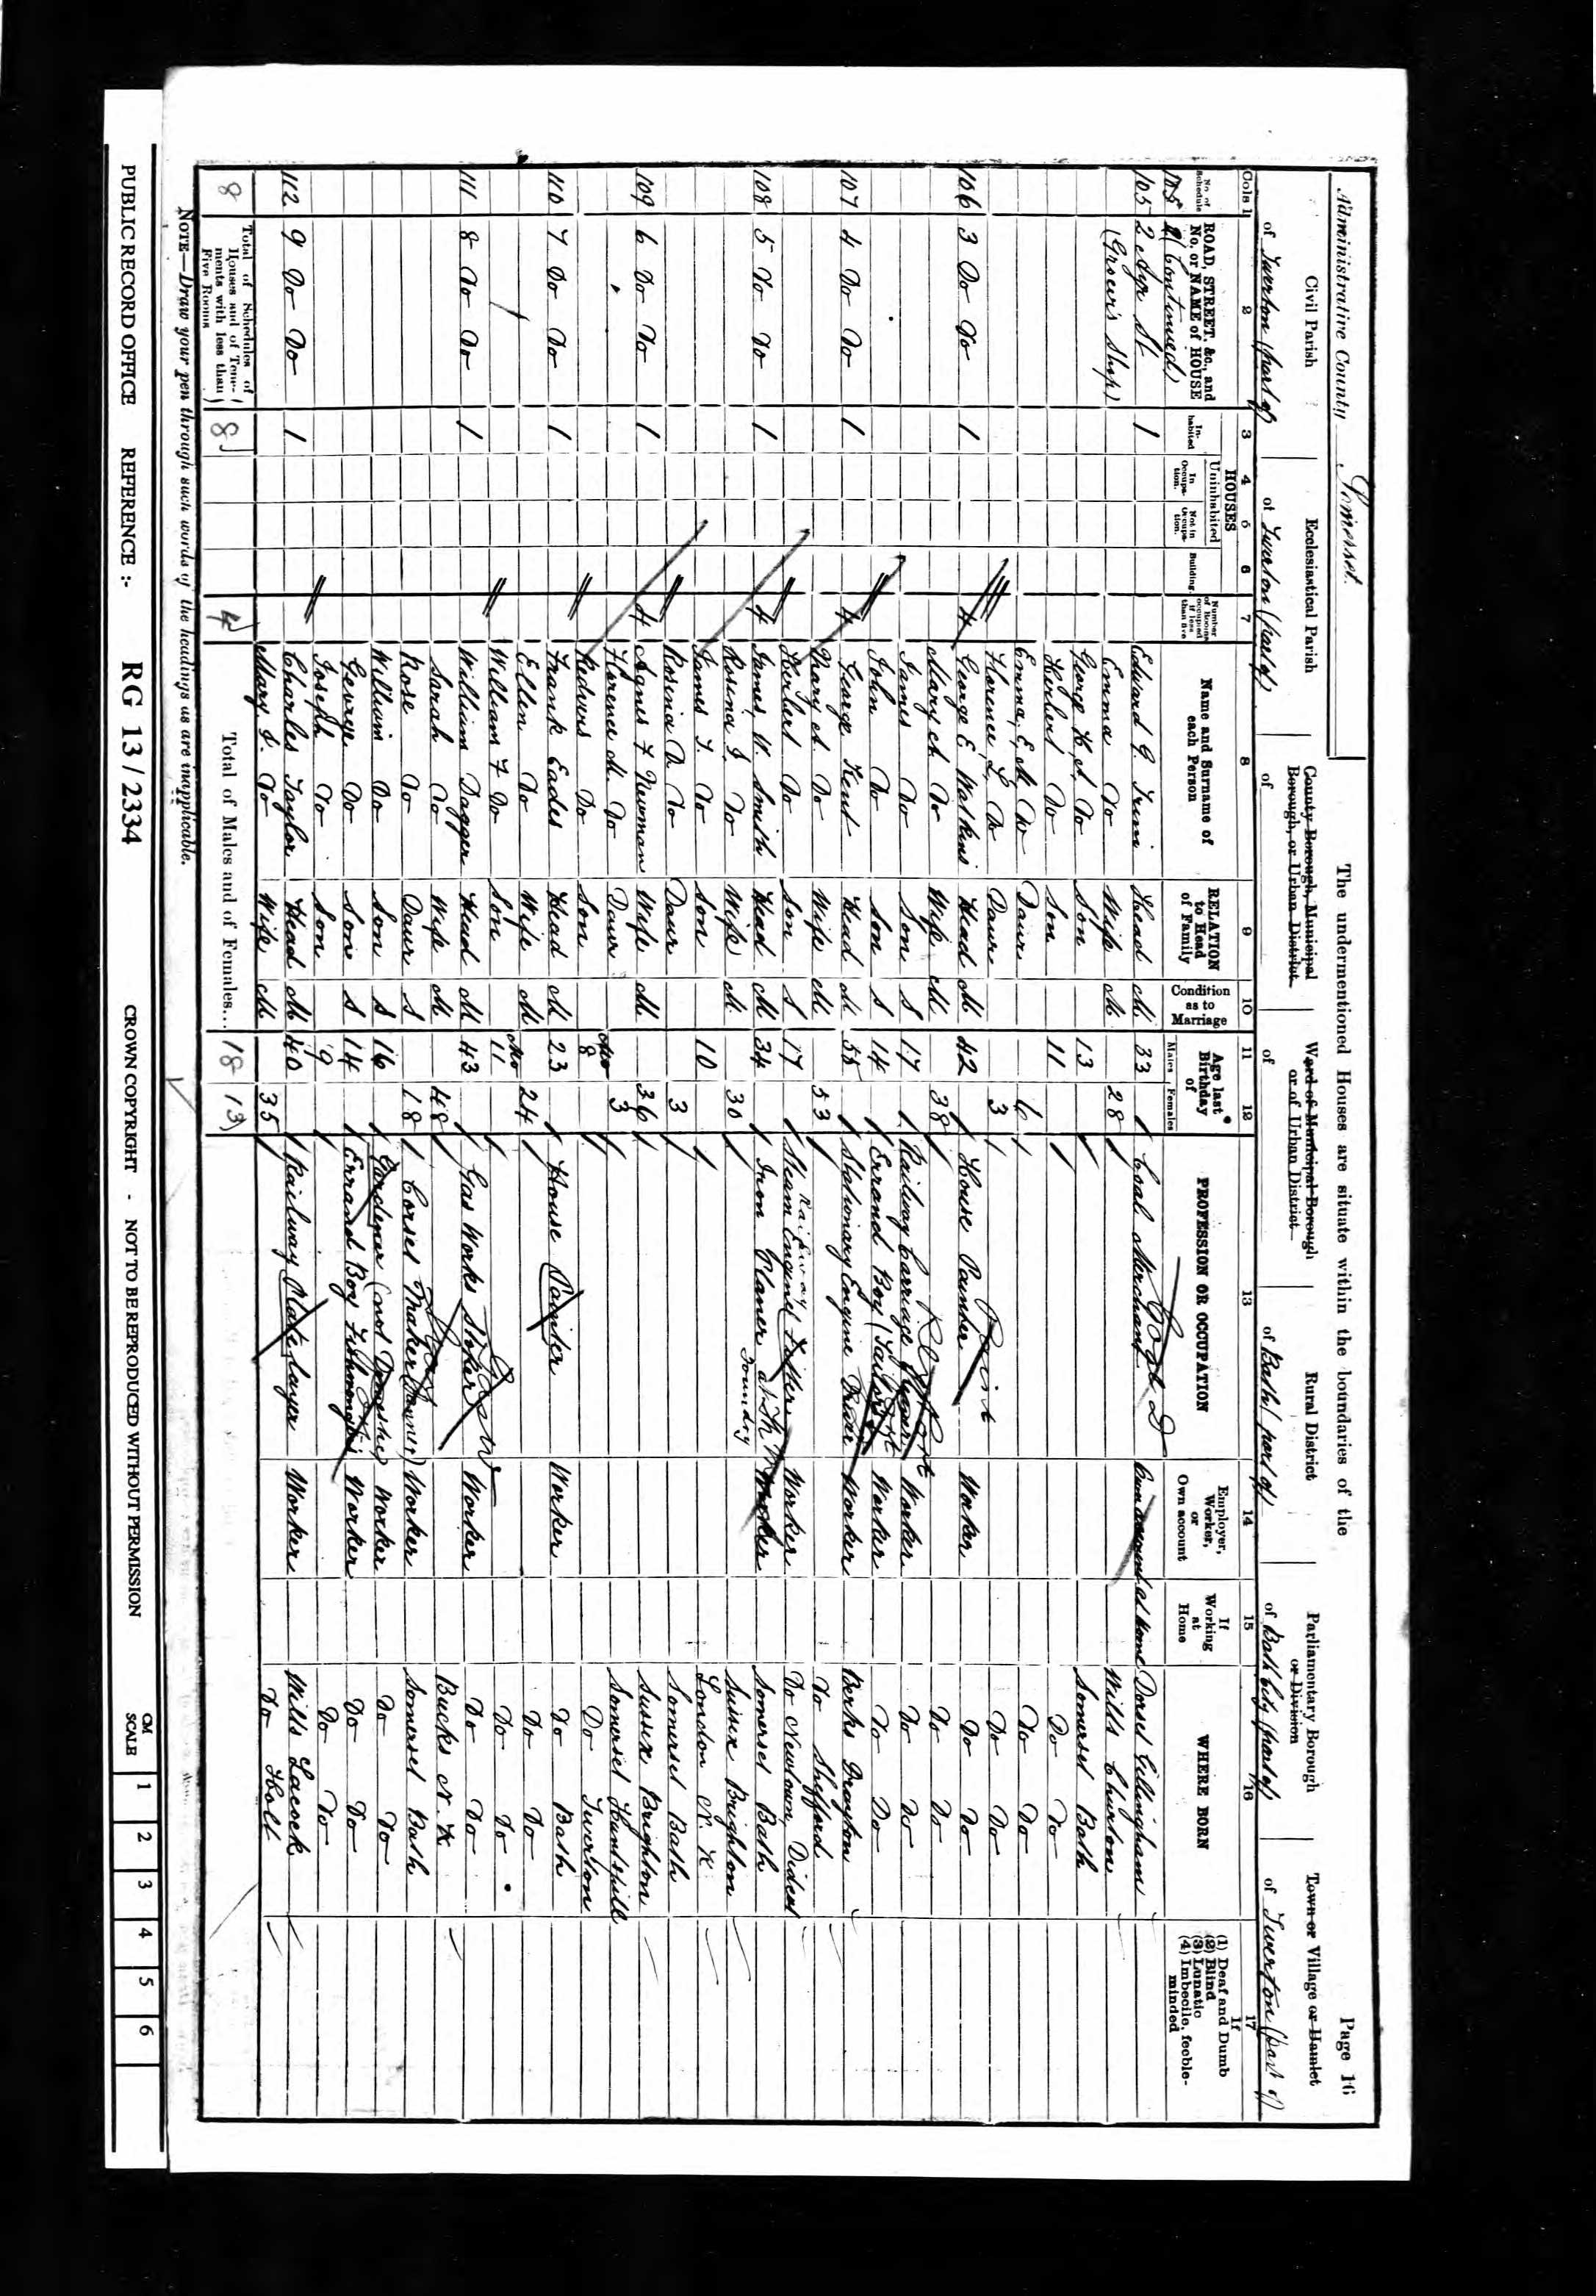 Administrative County Somerset.
The undermentioned Houses are situate within the boundaries of the
Page 16
Civil Parish
of Twerton (part of)
Ecclesiastical Parish
of Twerton (part of)
County Borough, Municipal Borough, or Urban District
of
Ward of Municipal Borough or of Urban District
of
Rural District
of Bath (part of)
Parliamentary Borough or Division
of Bath City (part of)
Town or Village or Hamlet
of Twerton (part of)
Cols 1 2 3 4 5 6 7 8 9 10 11 12 13 14 15 16 17
No. of Schedule
ROAD, STREET, &c., and No. or NAME of HOUSE
HOUSES
Inhabited
Uninhabited
In Occupation.
Not in Occupation.
Building
Number of Rooms occupied if less than five
Name and Surname of each Person
RELATION to Head of Family
Condition as to Marriage
Age last Birthday of
Males Females
PROFESSION OR OCCUPATION
Employer, Worker, or Own account
If Working at Home
WHERE BORN
If
(1) Deaf and Dumb
(2) Blind
(3) Lunatic
(4) Imbecile, feeble-minded
105 (Continued)
105 2 Ayr St 1 Edward G. Trim Head M 33 Coal Merchant Own account At Home Dorset Gillingham
(Grocer's Shop) Emma Do Wife M 28 Wilts
George Do Son 13 Somerset Bath
Herbert Do Son 11 Do Do
Emma E. M. Do Daur 6 Do Do
Florence L. Do Daur 3 Do Do
106 3 Do Do 1 4 George E. Watkins Head M 42 House Painter Worker Do Do
Mary A Do Wife M 38 Do Do
James Do Son S 17 Railway Carriage Worker Do Do
John Do Son S 14 Errand Boy (Tailors) Worker Do Do
107 4 Do Do 1 4 George Kent Head M 55 Stationary Engine Driver Worker Berks Drayton
Mary A. Do Wife M 53 Do Shefford
Herbert Do Son S 17 Railway Steam Engine Fitter Worker Do Newtown, Didcot
108 5 Do Do 1 4 James W. Smith Head M 34 Iron Planer at Foundry Worker Somerset Bath
Rosina J. Do Wife M 30 Sussex Brighton
James T. Do Son 10 London N. K
Rosina D. Do Daur 3 Somerset Bath
109 6 Do Do 1 4 Agnes F Newman Wife M 36 Sussex Brighton
Florence M. Do Daur 3 Somerset
Do Son 8 Mo Do Twerton
110 7 Do Do 1 Frank Eades Head M 23 House Painter Worker Do Bath
Ellen Do Wife M 24 Do Do
William F Do Son 11 Mo Do Do
111 8 Do Do 1 William Dagger Head M 43 Gas Works Stoker Worker Do Do
Sarah Do Wife M 48 Bucks N. K
Rose Do Daur S 18 Corset Maker Worker Somerset Bath
William Do Son S 16 Gardener (not Domestic) Worker Do Do
George Do Son S 14 Errand Boy Worker Do Do
Joseph Do Son 9 Do Do
112 9 Do Do 1 Charles Taylor Head M 40 Railway Platelayer Worker Wilts Lacock
Mary J. Do Wife M 35 Do Holt
8 Total of Schedules of Houses and of Tenements with less than Five Rooms 8 4
Total of Males and of Females... 18 13
NOTE—Draw your pen through such words of the headings as are inapplicable.
PUBLIC RECORD OFFICE REFERENCE :- RG 13/2334 CROWN COPYRIGHT - NOT TO BE REPRODUCED WITHOUT PERMISSION
CM SCALE 1 2 3 4 5 6